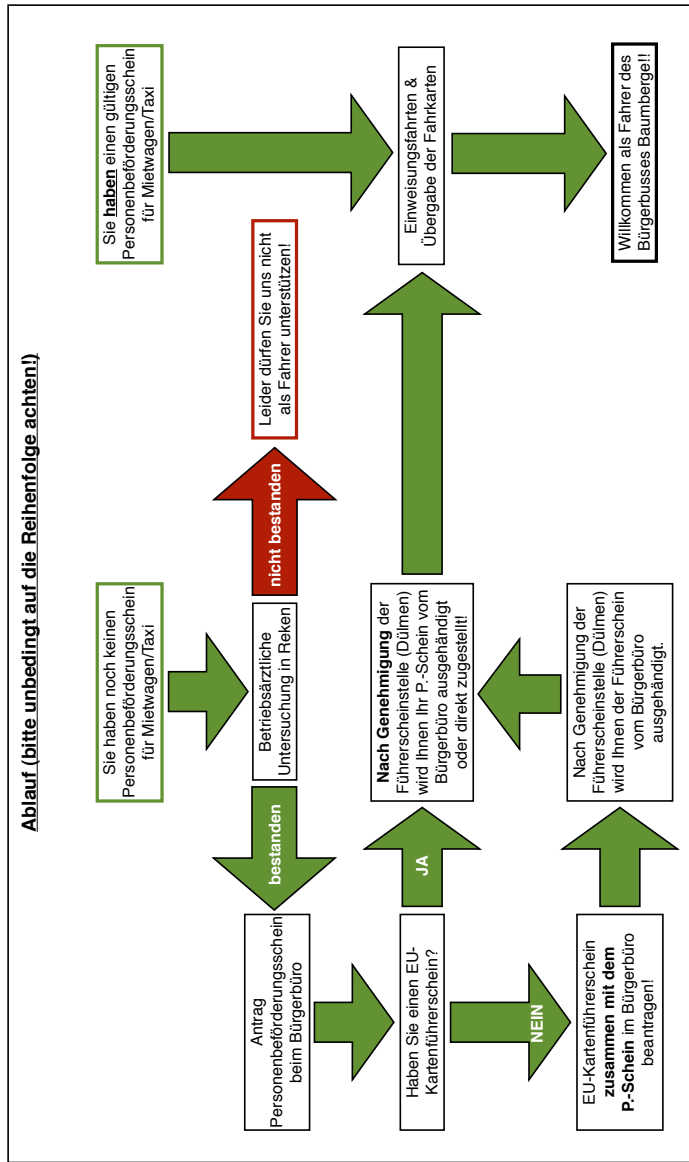 Ablauf (bitte unbedingt auf die Reihenfolge achten!)
Sie haben noch keinen
Personenbeförderungsschein
für Mietwagen/Taxi
Sie haben einen gültigen
Personenbeförderungsschein
für Mietwagen/Taxi
Antrag
Personenbeförderungsschein
beim Bürgerbüro
bestanden
Betriebsärztliche
Untersuchung in Reken
nicht bestanden
Leider dürfen Sie uns nicht
als Fahrer unterstützen!
Haben Sie einen EU-
Kartenführerschein?
JA
Nach Genehmigung der
Führerscheinstelle (Dülmen)
wird Ihnen Ihr P.-Schein vom
Bürgerbüro ausgehändigt
oder direkt zugestellt!
Einweisungsfahrten &
Übergabe der Fahrkarten
NEIN
EU-Kartenführerschein
zusammen mit dem
P.-Schein im Bürgerbüro
beantragen!
Nach Genehmigung der
Führerscheinstelle (Dülmen)
wird Ihnen der Führerschein
vom Bürgerbüro
ausgehändigt.
Willkommen als Fahrer des
Bürgerbusses Baumberge!!